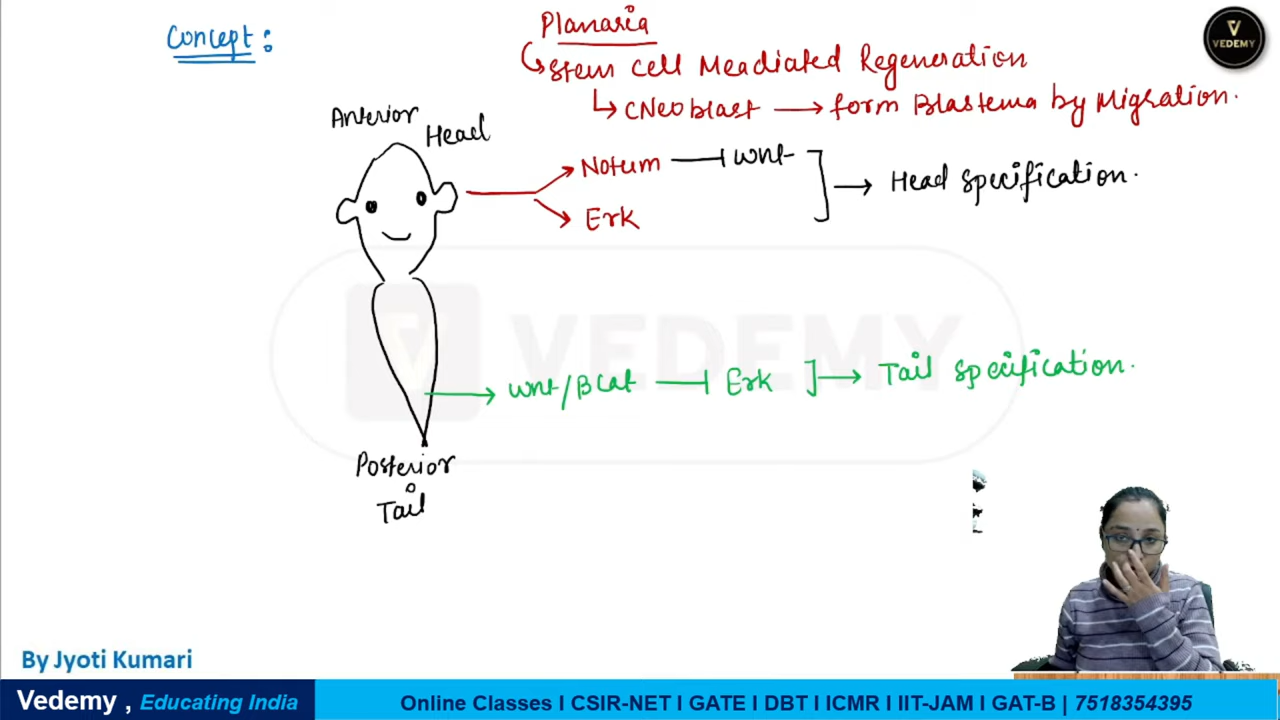 Concept :
Planaria
Stem Cell Meadiated Regeneration
CNeoblast → form Blastema by Migration.
Anterior
Head
Notum ⊣ Wnt
Erk
→ Head specification.
Wnt/Bcat ⊣ Erk ] → Tail specification.
Posterior
Tail
VEDEMY
VEDEMY
By Jyoti Kumari
Vedemy , Educating India
Online Classes I CSIR-NET I GATE I DBT I ICMR I IIT-JAM I GAT-B | 7518354395